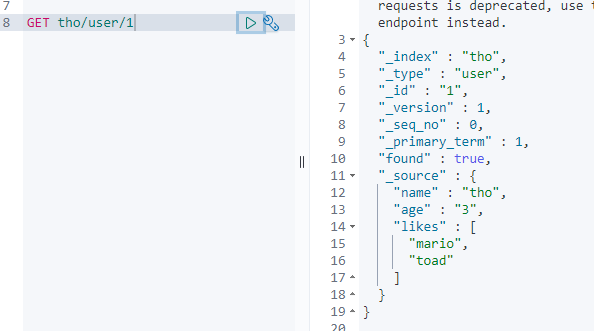 7
8 GET tho/user/1
requests is deprecated, use t
endpoint instead.
3 {
4 "_index" : "tho",
5 "_type" : "user",
6 "_id" : "1",
7 "_version" : 1,
8 "_seq_no" : 0,
9 "_primary_term" : 1,
10 "found" : true,
11 "_source" : {
12 "name" : "tho",
13 "age" : "3",
14 "likes" : [
15 "mario",
16 "toad"
17 ]
18 }
19 }
20